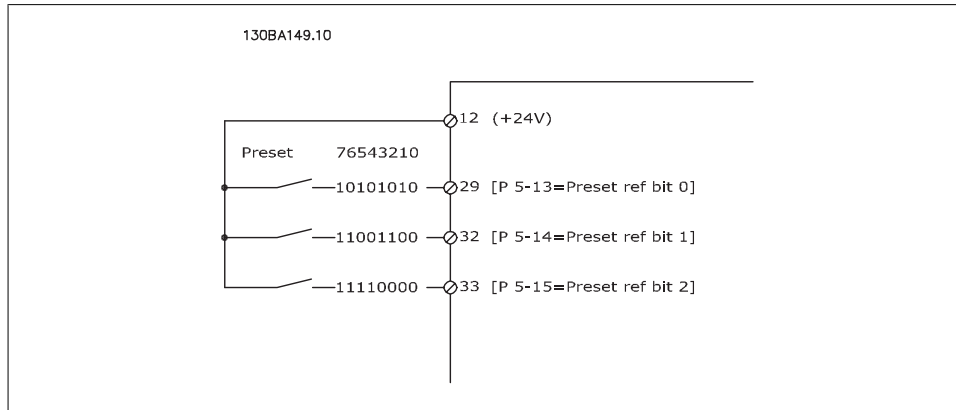 130BA149.10
12 (+24V)
Preset 76543210
10101010 29 [P 5-13=Preset ref bit 0]
11001100 32 [P 5-14=Preset ref bit 1]
11110000 33 [P 5-15=Preset ref bit 2]